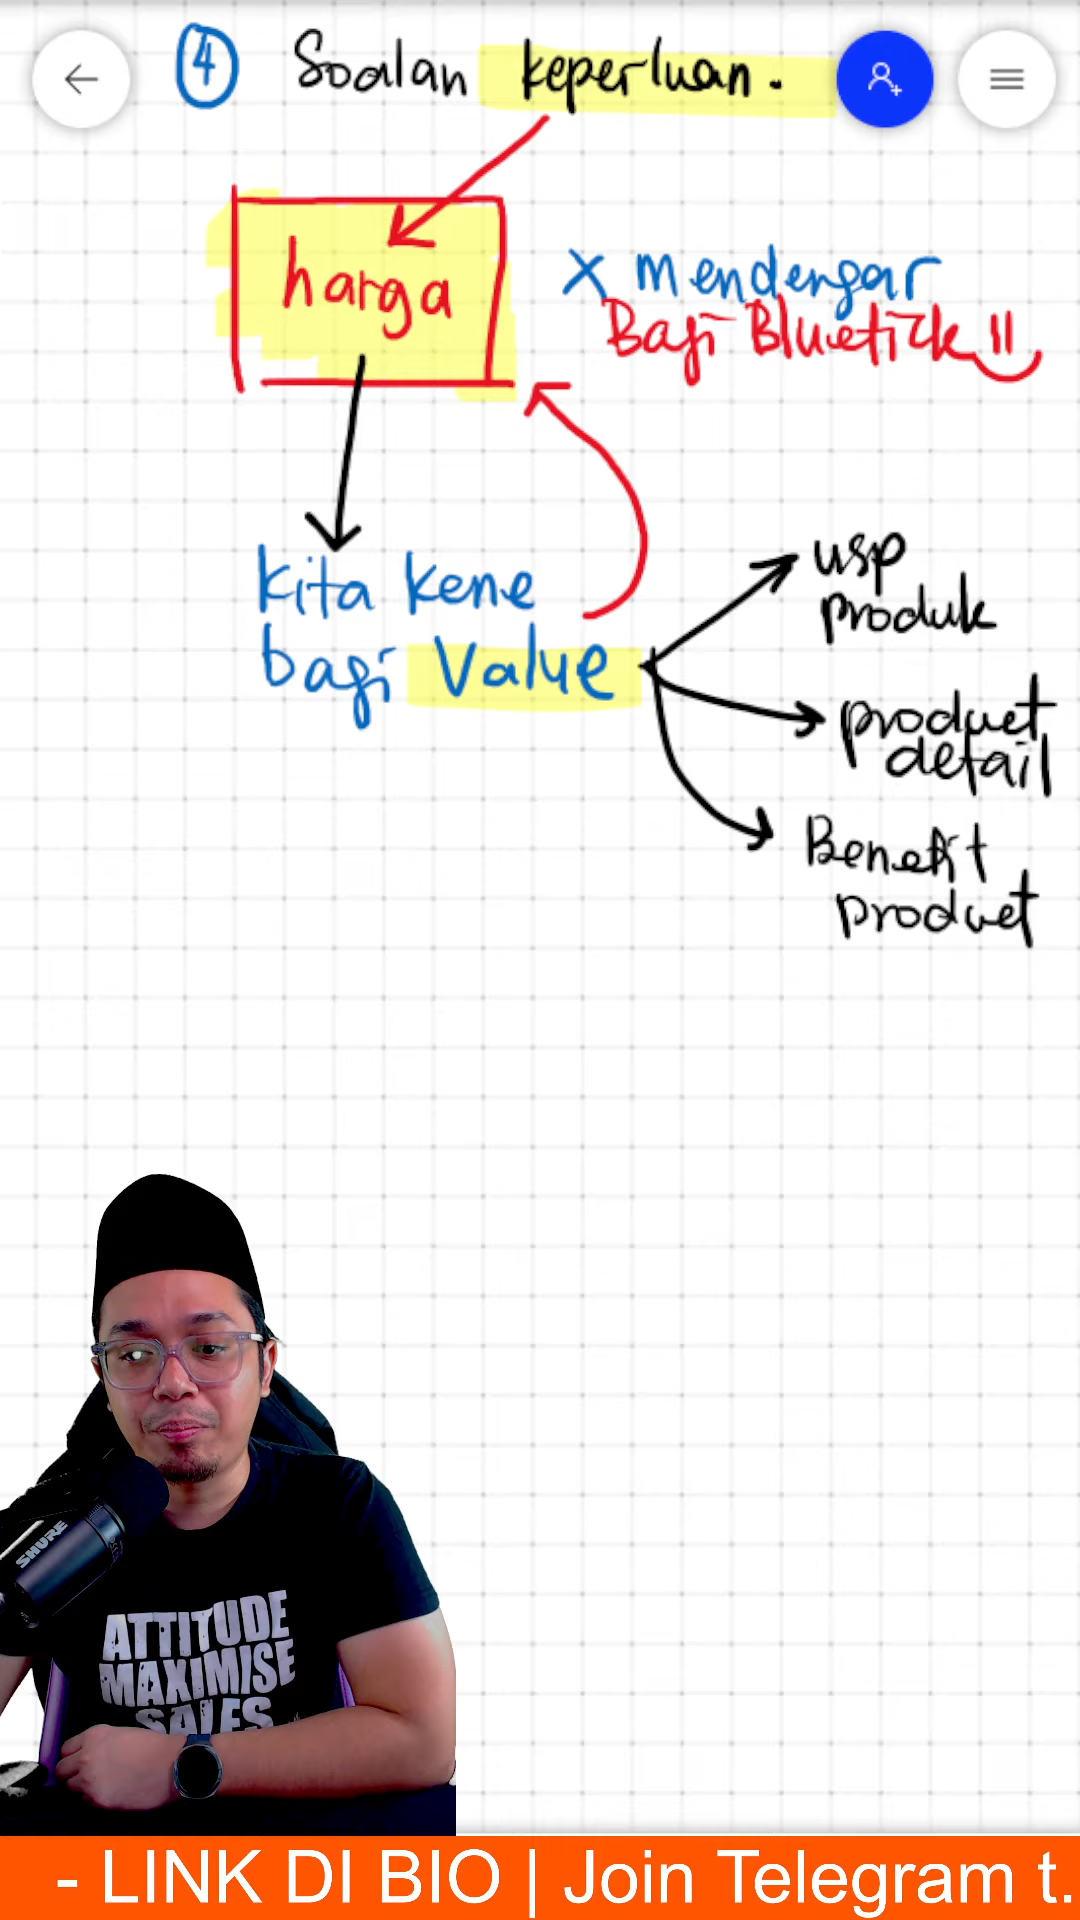 4 Soalan keperluan.
harga
x mendengar
Bagi Bluetick
kita kene
bagi Value
usp
produk
product
detail
Benefit
product
SHURE
ATTITUDE
MAXIMISE
SALES
- LINK DI BIO | Join Telegram t.